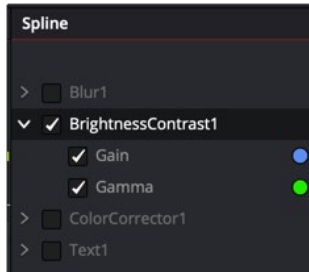 Spline
Blur1
BrightnessContrast1
Gain
Gamma
ColorCorrector1
Text1